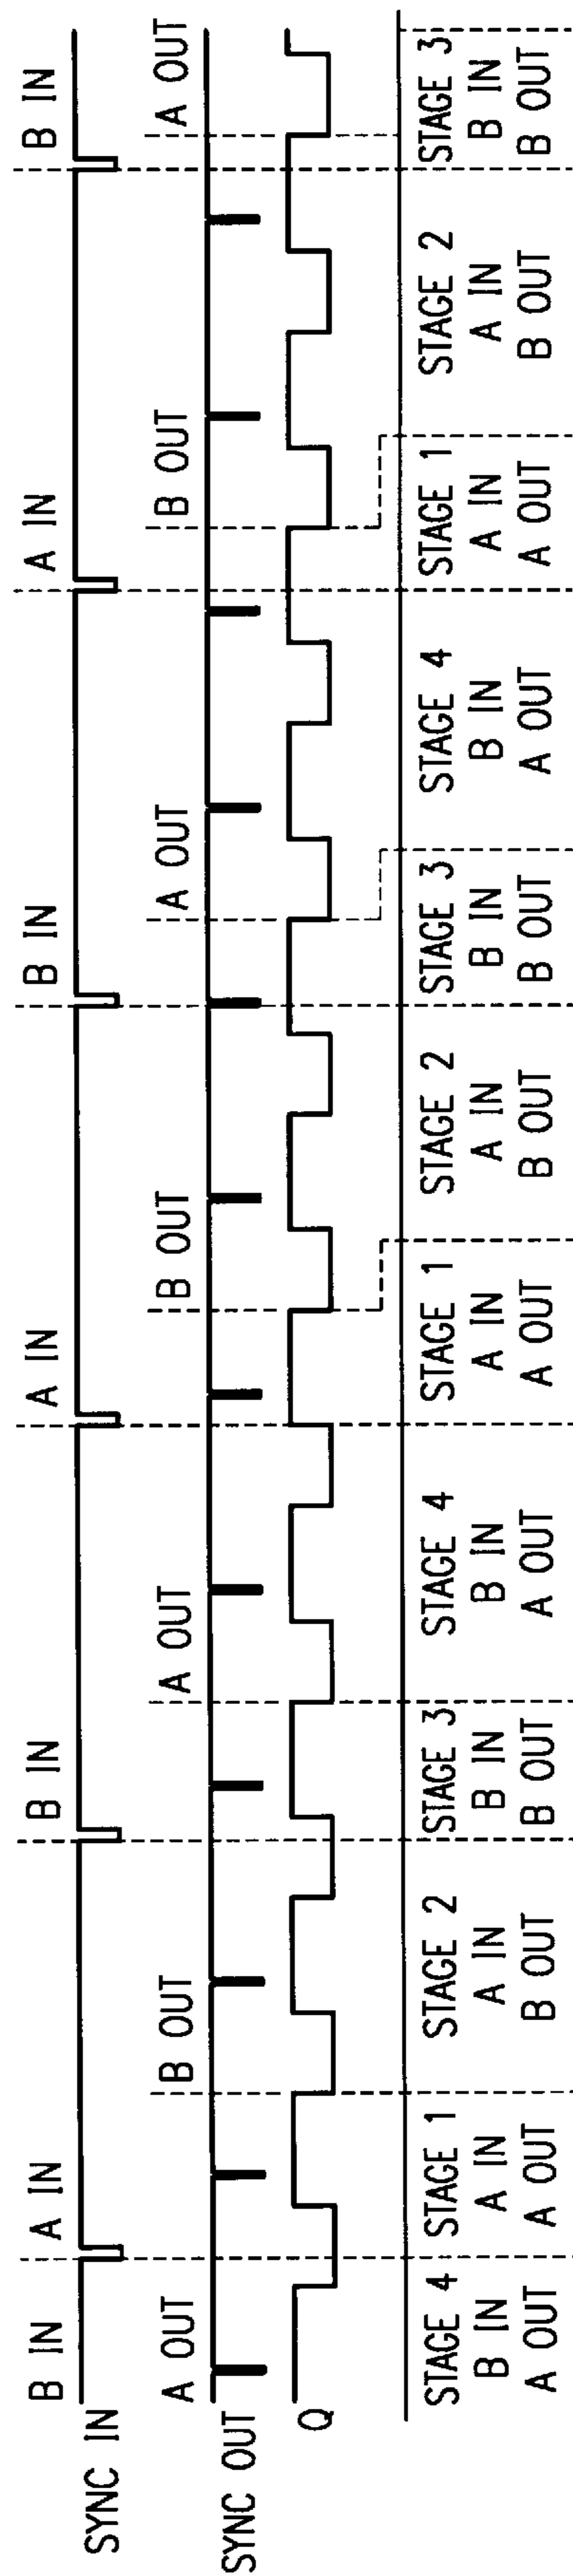 B IN A IN B IN A IN B IN A IN B IN
SYNC IN
A OUT B OUT A OUT B OUT A OUT B OUT A OUT
SYNC OUT
Q
STAGE 4 STAGE 1 STAGE 2 STAGE 3 STAGE 4 STAGE 1 STAGE 2 STAGE 3 STAGE 4 STAGE 1 STAGE 2 STAGE 3
B IN A IN A IN B IN B IN A IN A IN B IN B IN A IN A IN B IN
A OUT A OUT B OUT B OUT A OUT A OUT B OUT B OUT A OUT A OUT B OUT B OUT